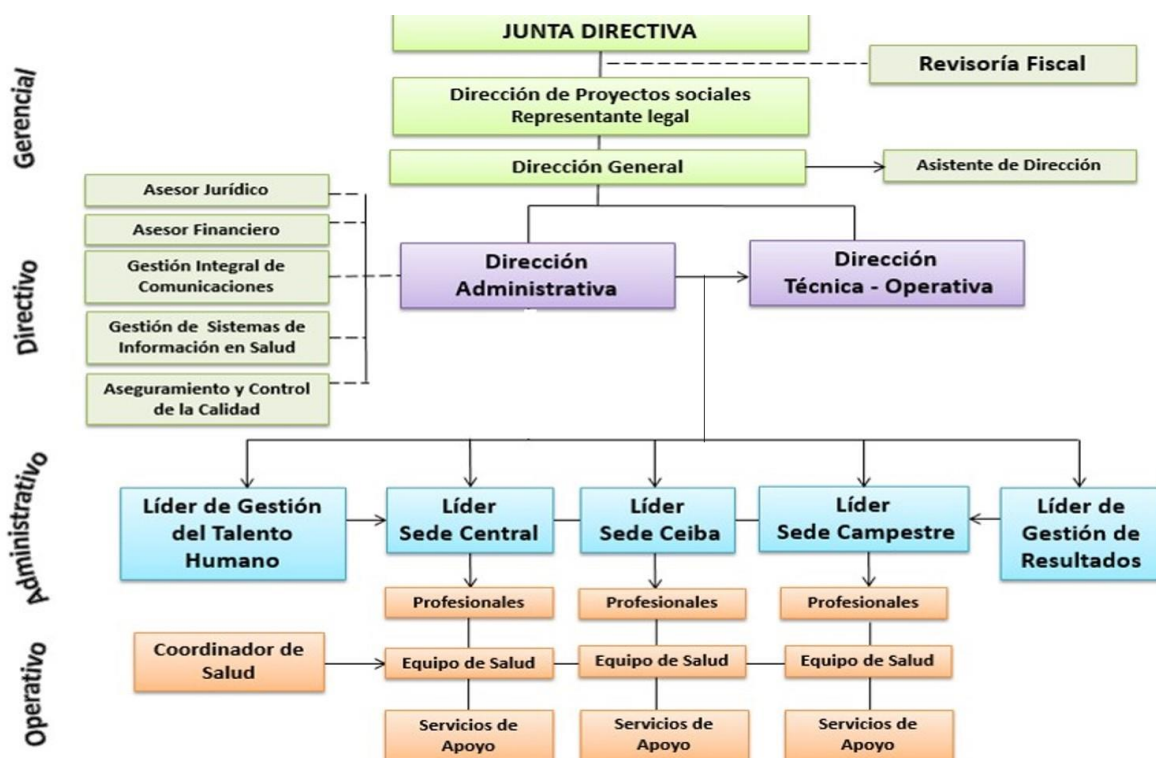 JUNTA DIRECTIVA
Revisoría Fiscal
Dirección de Proyectos sociales
Representante legal
Dirección General
Asistente de Dirección
Gerencial
Asesor Jurídico
Asesor Financiero
Gestión Integral de
Comunicaciones
Gestión de Sistemas de
Información en Salud
Aseguramiento y Control
de la Calidad
Dirección
Administrativa
Dirección
Técnica - Operativa
Directivo
Líder de Gestión
del Talento
Humano
Líder
Sede Central
Líder
Sede Ceiba
Líder
Sede Campestre
Líder de
Gestión de
Resultados
Administrativo
Profesionales
Profesionales
Profesionales
Coordinador de
Salud
Equipo de Salud
Equipo de Salud
Equipo de Salud
Servicios de
Apoyo
Servicios de
Apoyo
Servicios de
Apoyo
Operativo